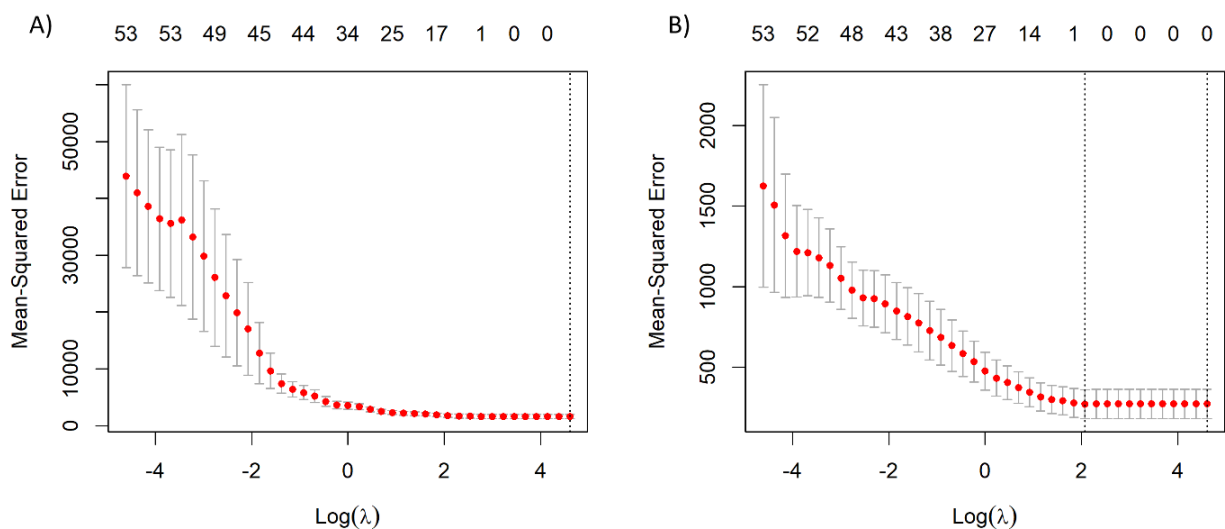 A)
53 53 49 45 44 34 25 17 1 0 0
Mean-Squared Error
50000
30000
10000
0
-4 -2 0 2 4
Log(λ)
B)
53 52 48 43 38 27 14 1 0 0 0 0
Mean-Squared Error
2000
1500
1000
500
-4 -2 0 2 4
Log(λ)